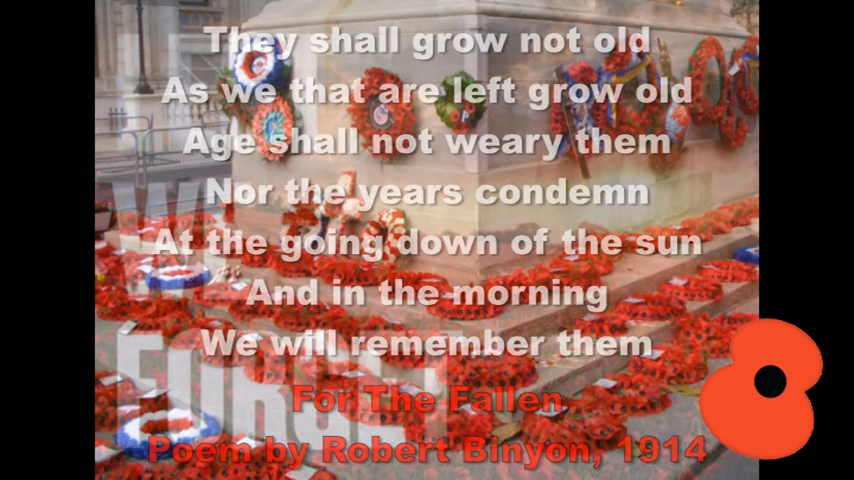 They shall grow not old
As we that are left grow old
Age shall not weary them
Nor the years condemn
At the going down of the sun
And in the morning
We will remember them
For The Fallen
Poem by Robert Binyon, 1914